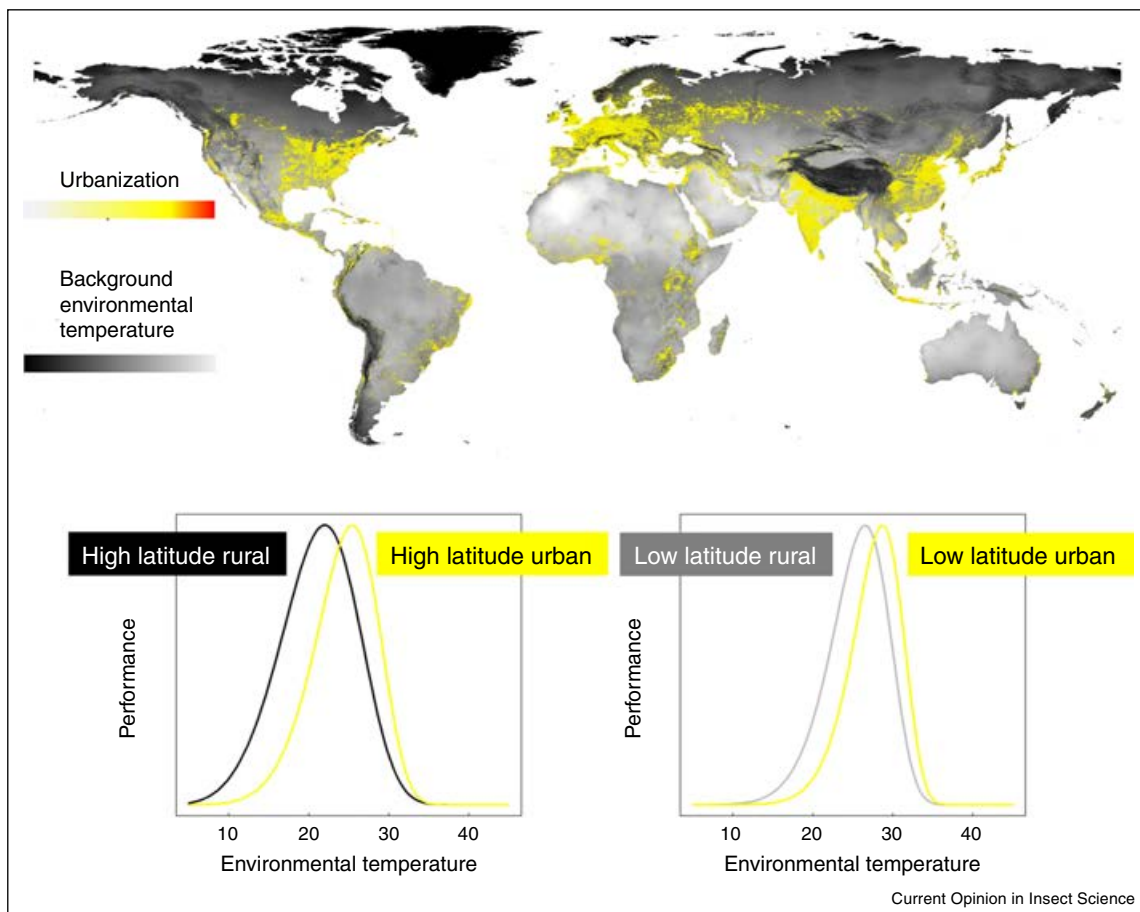 Urbanization
Background
environmental
temperature
High latitude rural
High latitude urban
Performance
10 20 30 40
Environmental temperature
Low latitude rural
Low latitude urban
Performance
10 20 30 40
Environmental temperature
Current Opinion in Insect Science